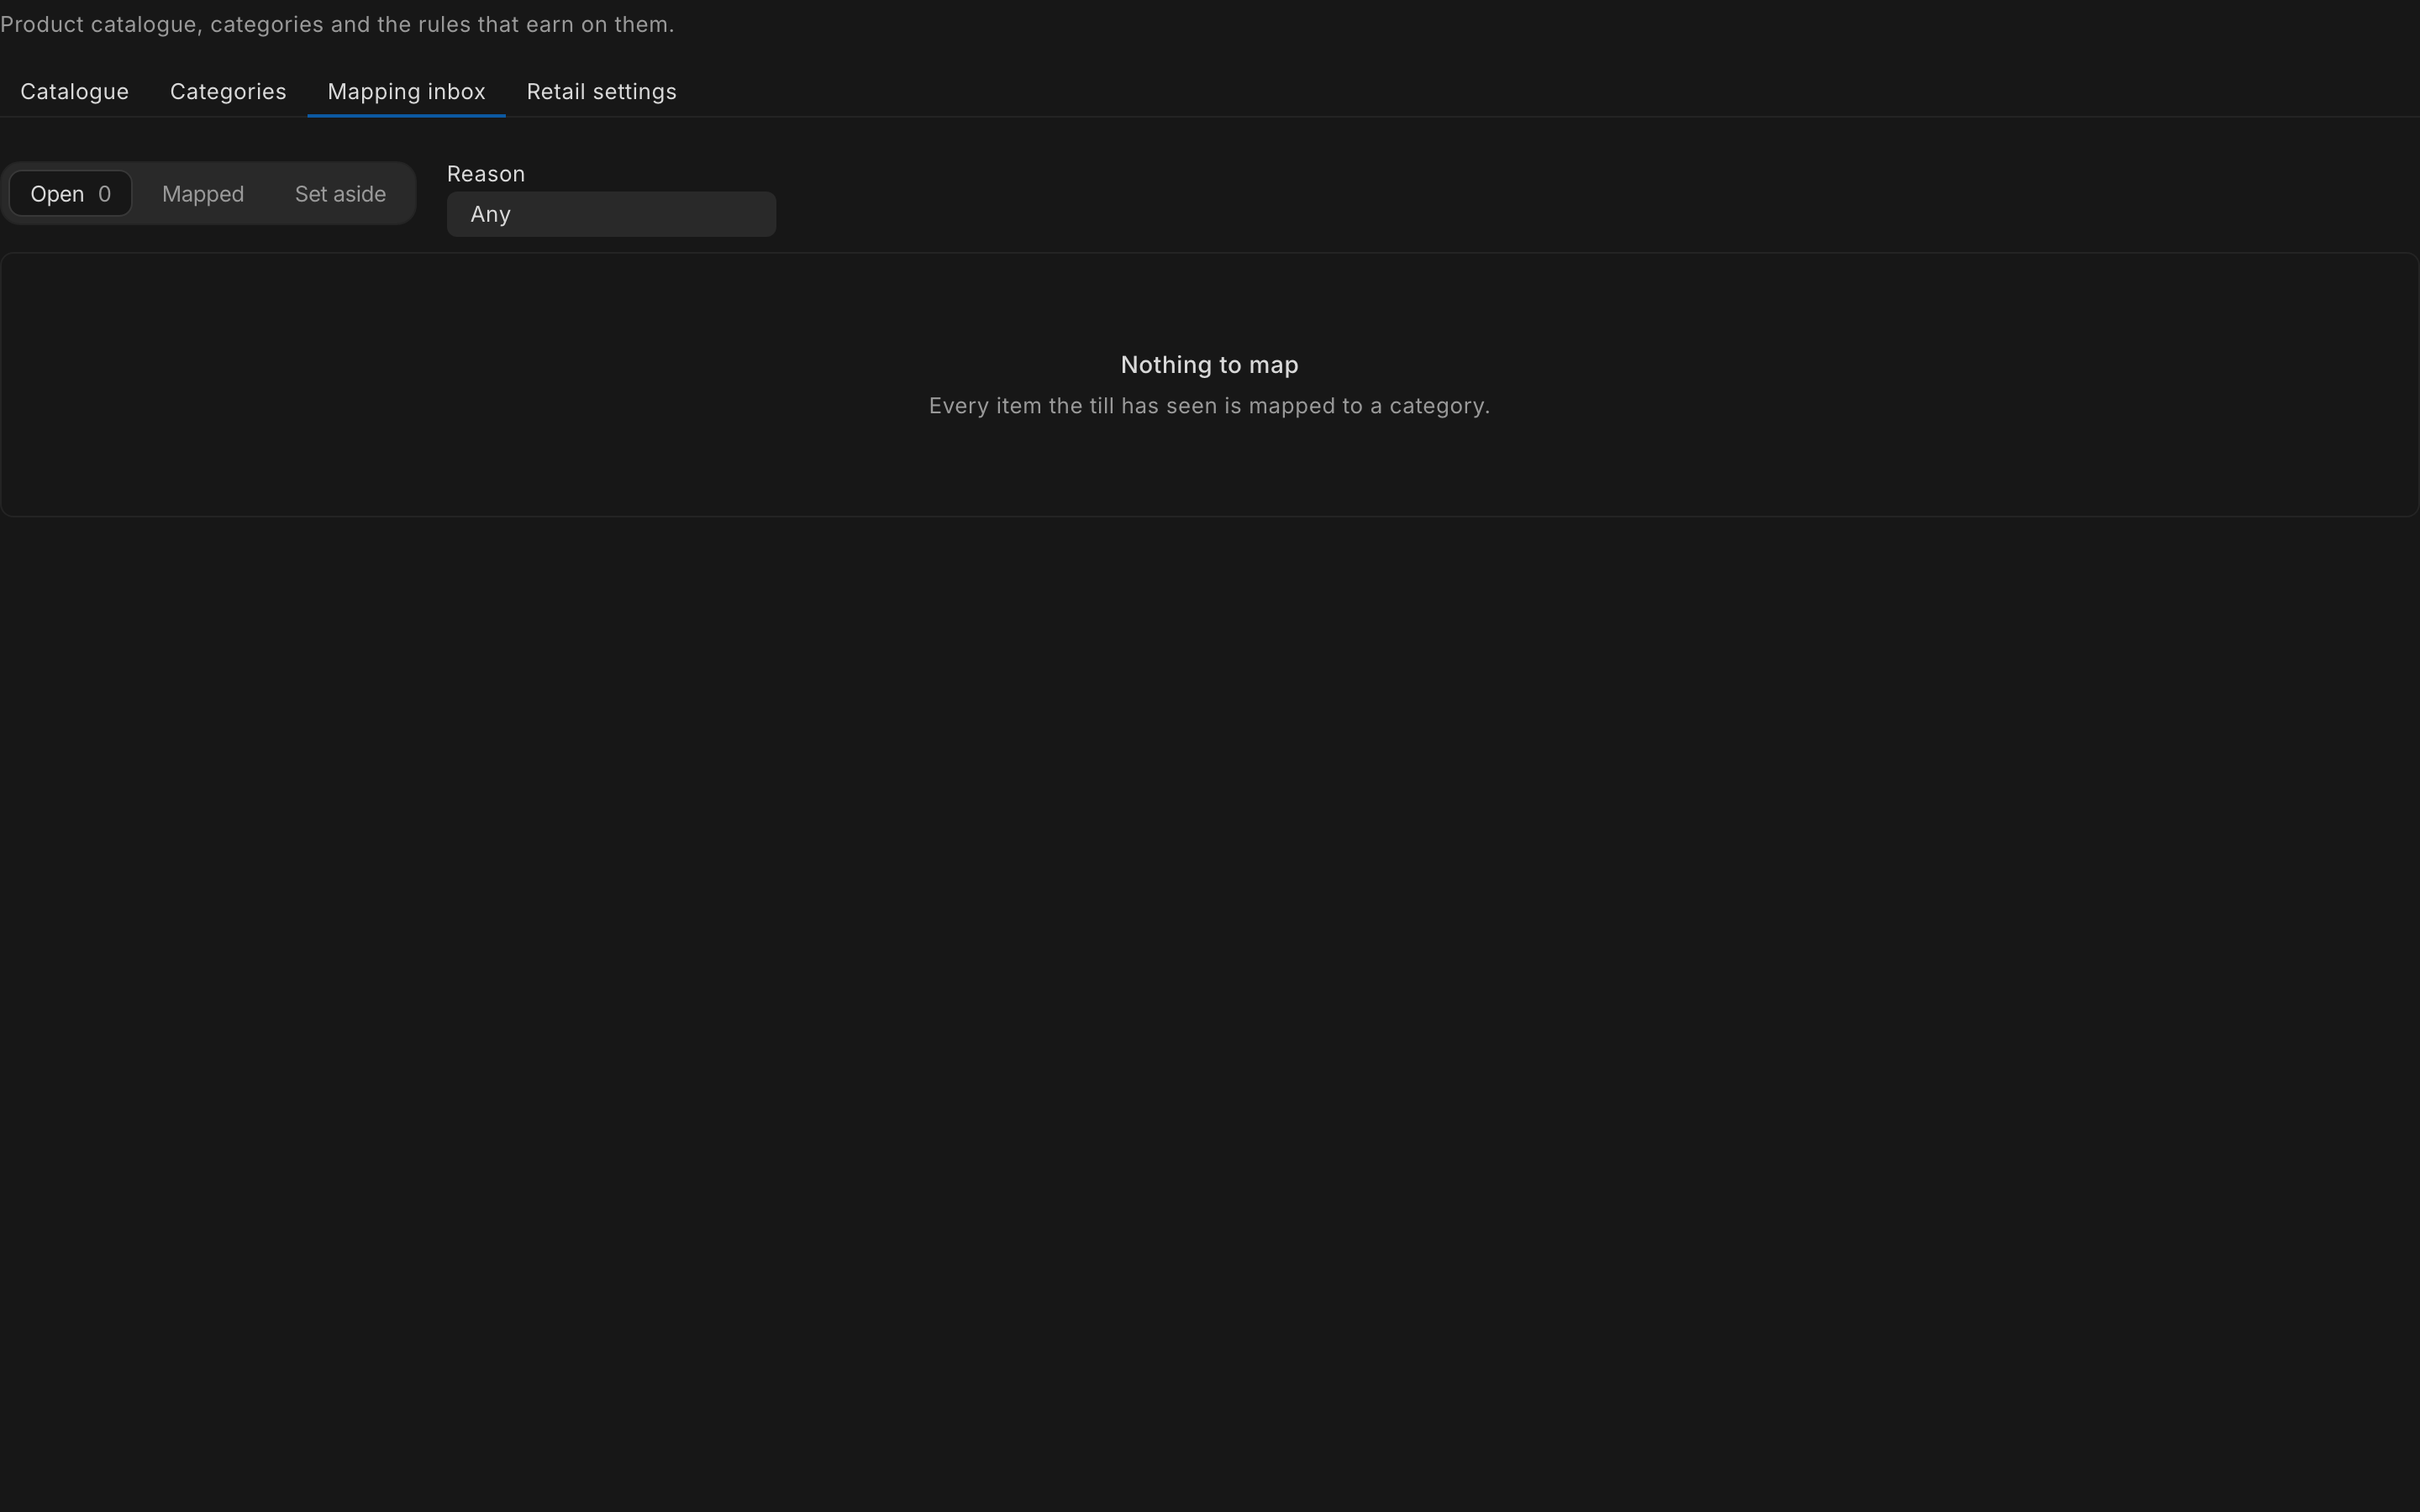 Product catalogue, categories and the rules that earn on them.
Catalogue Categories Mapping inbox Retail settings
Open 0 Mapped Set aside
Reason
Any
Nothing to map
Every item the till has seen is mapped to a category.